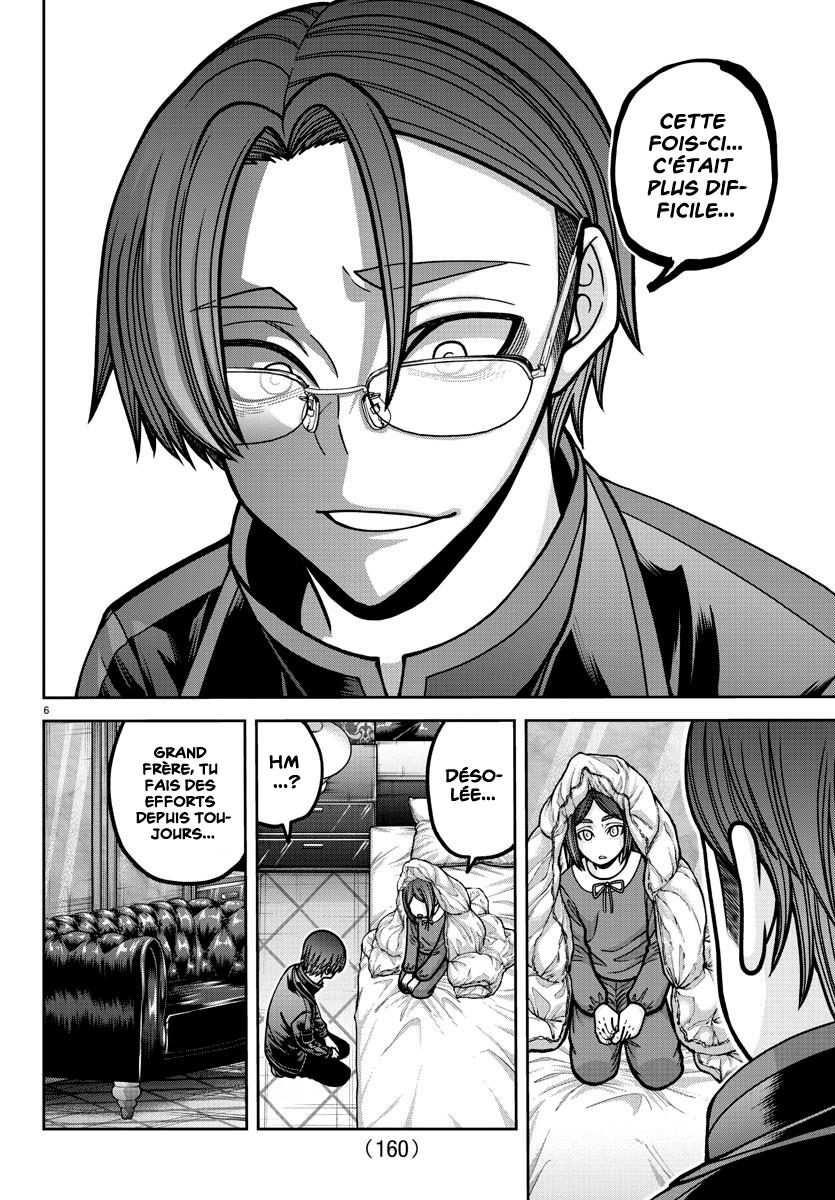 CETTE
FOIS-CI...
C'ÉTAIT
PLUS DIF-
FICILE...
6
DÉSO-
LÉE...
HM
...?
GRAND
FRÈRE, TU
FAIS DES
EFFORTS
DEPUIS TOU-
JOURS...
(160)